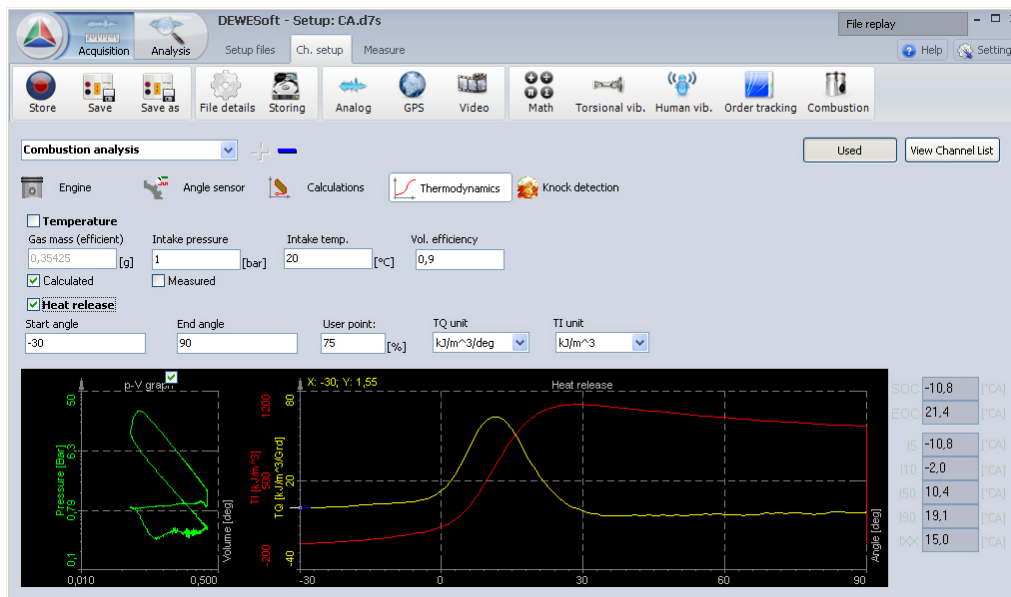 DEWESoft - Setup: CA.d7s
File replay
Acquisition Analysis Setup files Ch. setup Measure
Help Setting
Store Save Save as File details Storing Analog GPS Video Math Torsional vib. Human vib. Order tracking Combustion
Combustion analysis Used View Channel List
Engine Angle sensor Calculations Thermodynamics Knock detection
Temperature
Gas mass (efficient) Intake pressure Intake temp. Vol. efficiency
0,35425 [g] 1 [bar] 20 [°C] 0,9
Calculated Measured
Heat release
Start angle End angle User point: TQ unit TI unit
-30 90 75 [%] kJ/m^3/deg kJ/m^3
p-V graph
50
6,3
0,79
0,1
Pressure [Bar]
0,010 0,500
Volume [deg]
X: -30; Y: 1,55 Heat release
1200
500
-200
TI [kJ/m^3]
80
20
-40
TQ [kJ/m^3/Grd]
-30 0 30 60 90
Angle [deg]
SOC -10,8 [°CA]
EOC 21,4 [°CA]
I5 -10,8 [°CA]
I10 -2,0 [°CA]
I50 10,4 [°CA]
I90 19,1 [°CA]
IXX 15,0 [°CA]